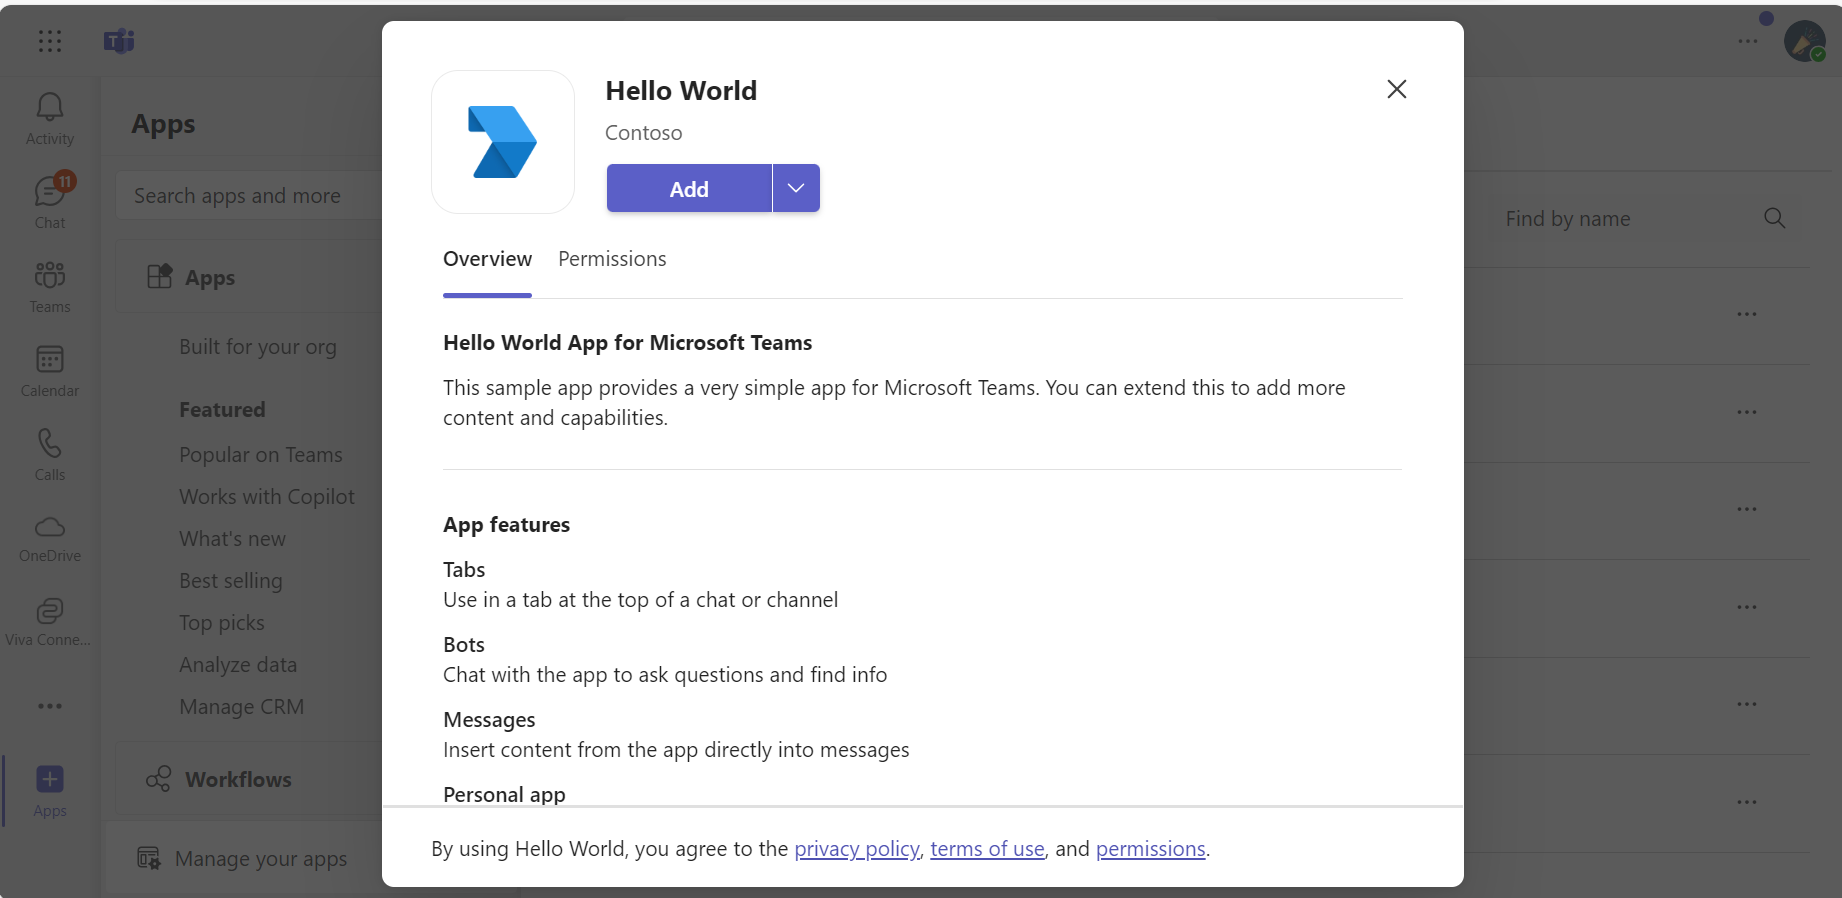 Activity
11
Chat
Teams
Calendar
Calls
OneDrive
Viva Conne...
Apps
Apps
Search apps and more
Apps
Built for your org
Featured
Popular on Teams
Works with Copilot
What's new
Best selling
Top picks
Analyze data
Manage CRM
Workflows
Manage your apps
Hello World
Contoso
Add
Overview Permissions
Hello World App for Microsoft Teams
This sample app provides a very simple app for Microsoft Teams. You can extend this to add more
content and capabilities.
App features
Tabs
Use in a tab at the top of a chat or channel
Bots
Chat with the app to ask questions and find info
Messages
Insert content from the app directly into messages
Personal app
By using Hello World, you agree to the privacy policy, terms of use, and permissions.
Find by name